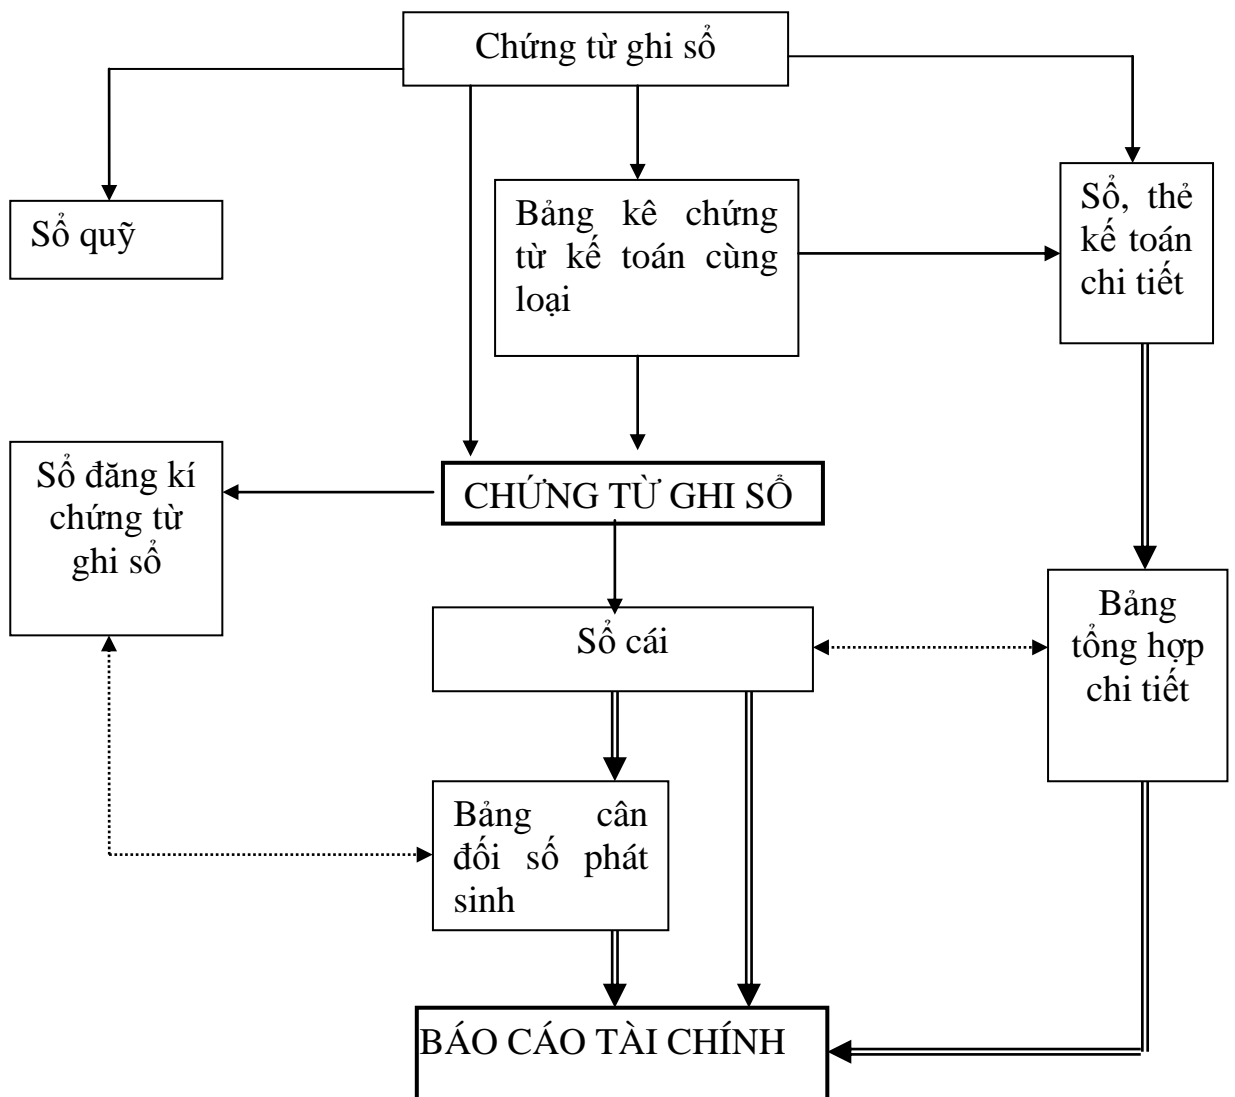 Chứng từ ghi sổ
Sổ quỹ
Bảng kê chứng
từ kế toán cùng
loại
Sổ, thẻ
kế toán
chi tiết
Sổ đăng kí
chứng từ
ghi sổ
CHỨNG TỪ GHI SỔ
Sổ cái
Bảng
tổng hợp
chi tiết
Bảng cân
đối số phát
sinh
BÁO CÁO TÀI CHÍNH